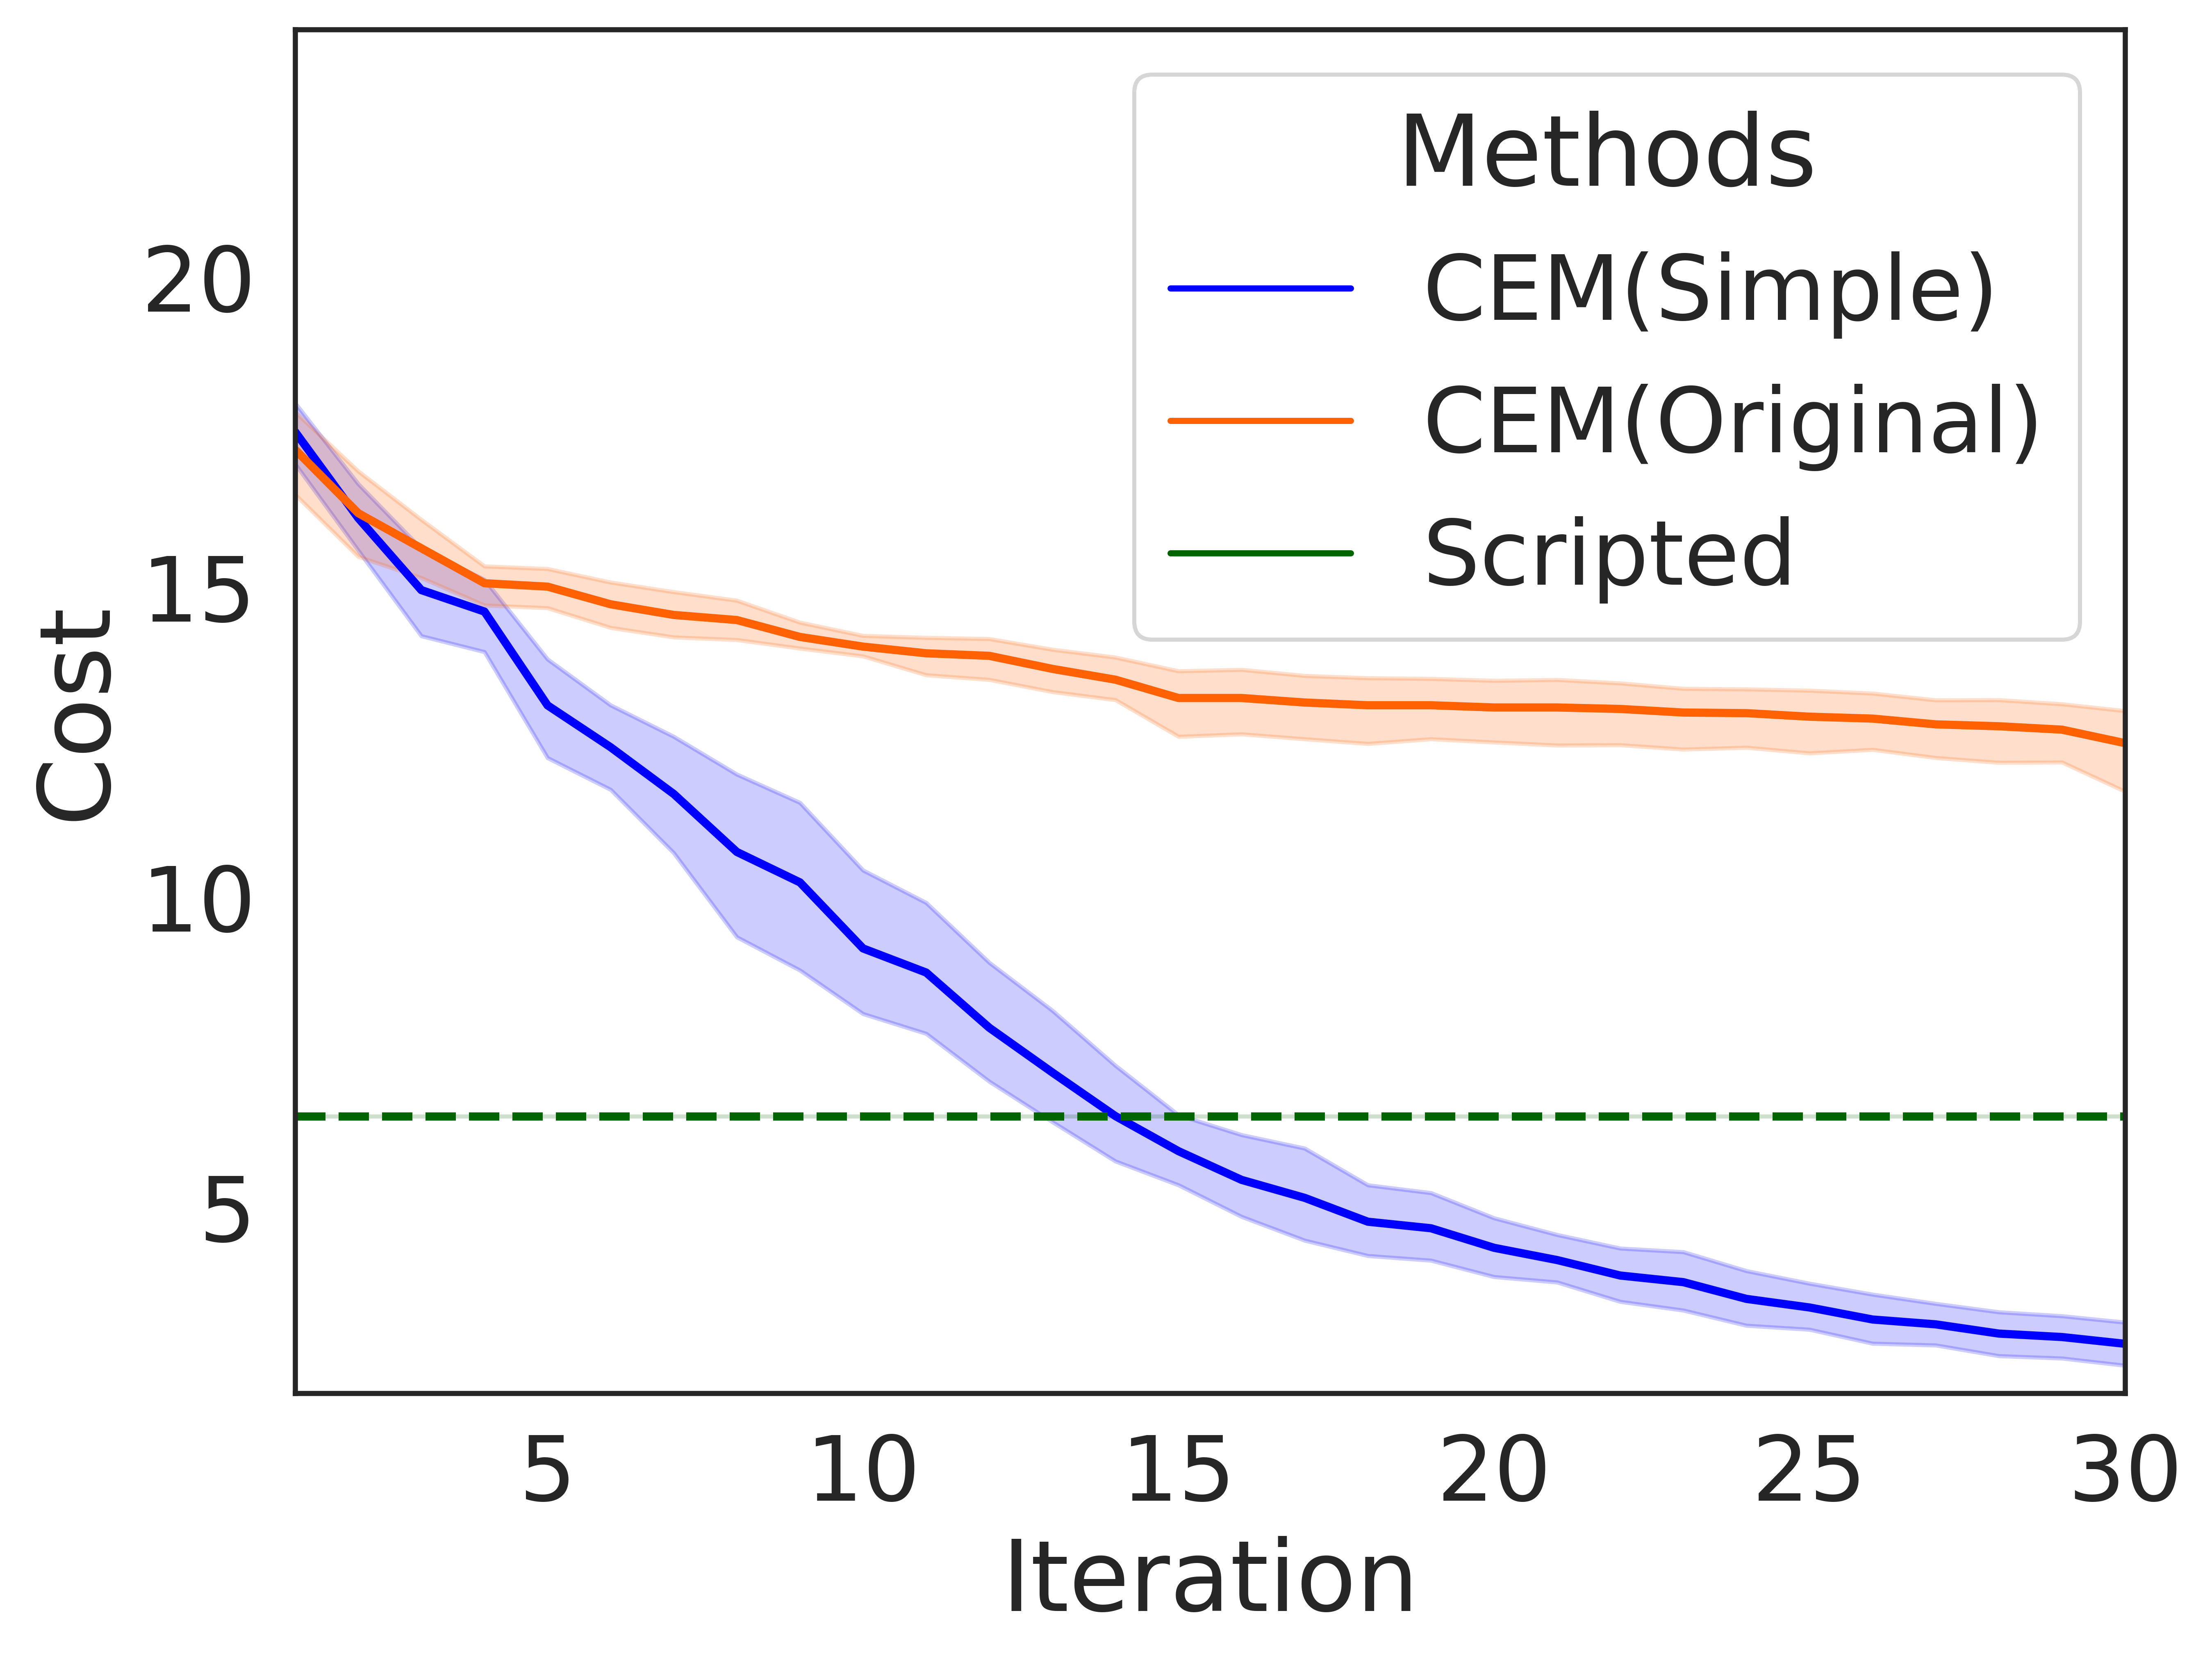 Methods
CEM(Simple)
CEM(Original)
Scripted
Cost
20
15
10
5
5 10 15 20 25 30
Iteration